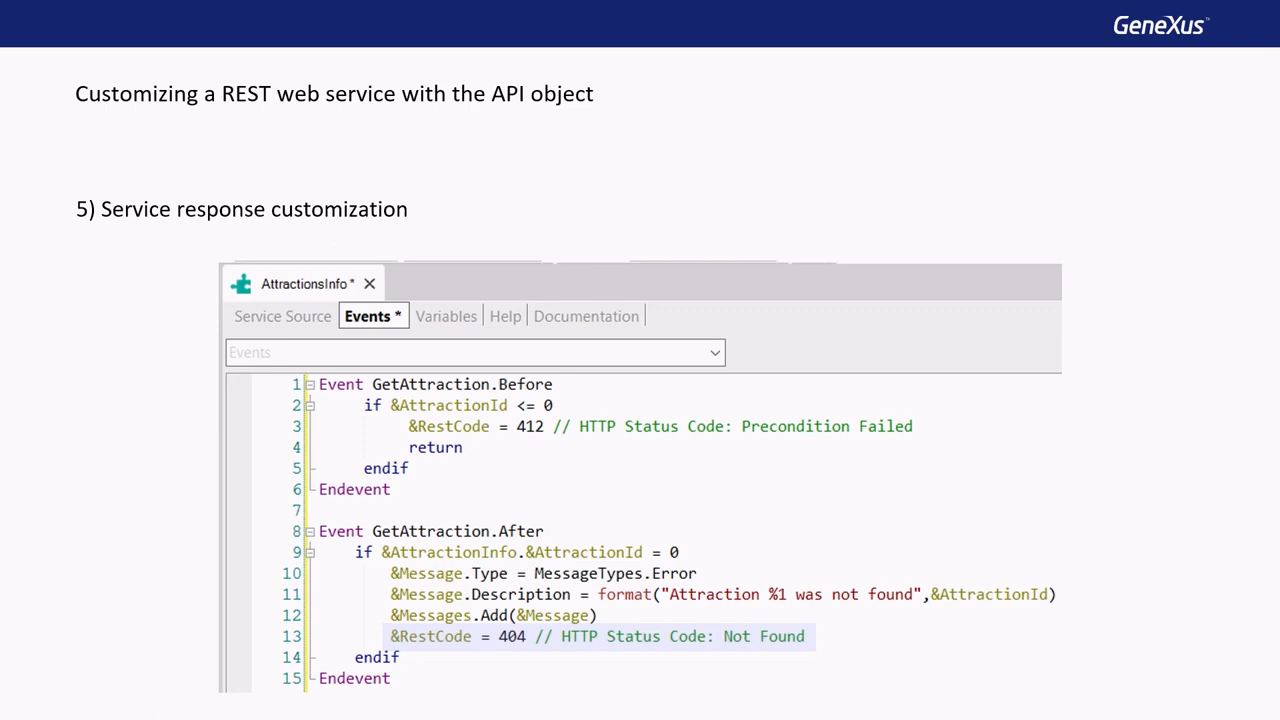 GeneXus™
Customizing a REST web service with the API object
5) Service response customization
AttractionsInfo * ✕
Service Source Events * Variables Help Documentation
Events
1 Event GetAttraction.Before
2 if &AttractionId <= 0
3 &RestCode = 412 // HTTP Status Code: Precondition Failed
4 return
5 endif
6 Endevent
7
8 Event GetAttraction.After
9 if &AttractionInfo.&AttractionId = 0
10 &Message.Type = MessageTypes.Error
11 &Message.Description = format("Attraction %1 was not found",&AttractionId)
12 &Messages.Add(&Message)
13 &RestCode = 404 // HTTP Status Code: Not Found
14 endif
15 Endevent